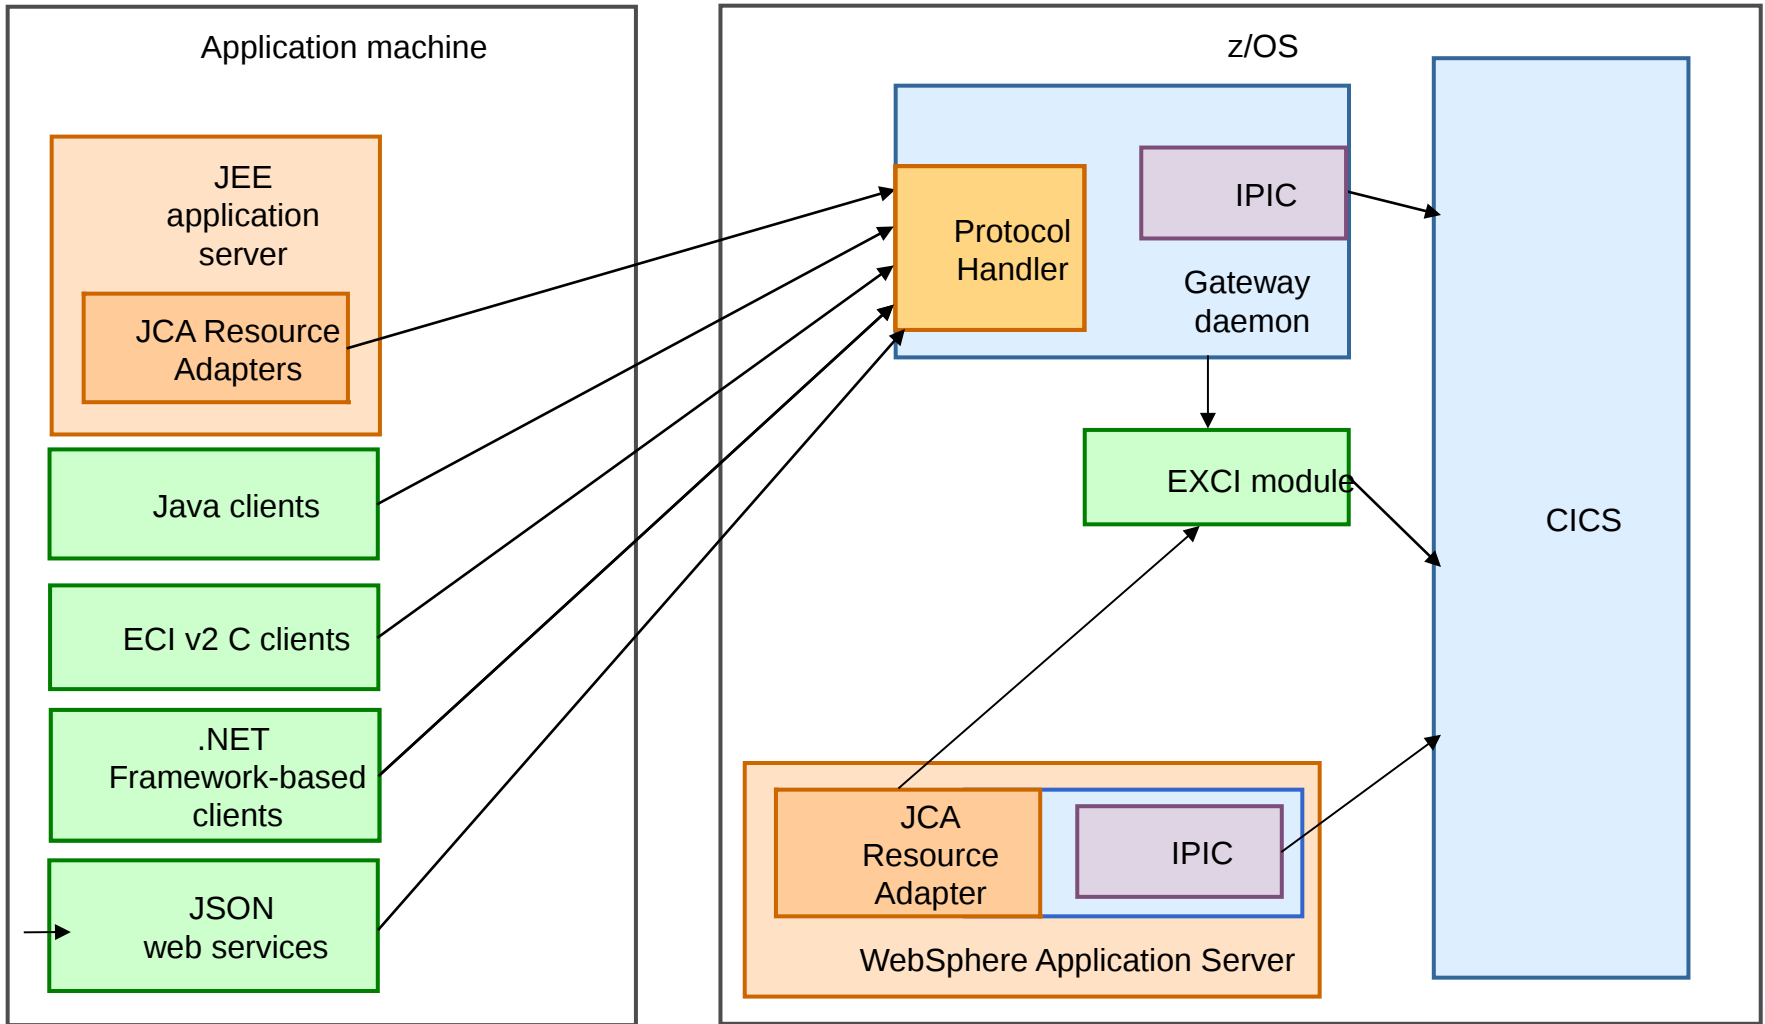 Application machine
JEE
application
server
JCA Resource
Adapters
Java clients
ECI v2 C clients
.NET
Framework-based
clients
JSON
web services
z/OS
Protocol
Handler
IPIC
Gateway
daemon
EXCI module
CICS
JCA
Resource
Adapter
IPIC
WebSphere Application Server